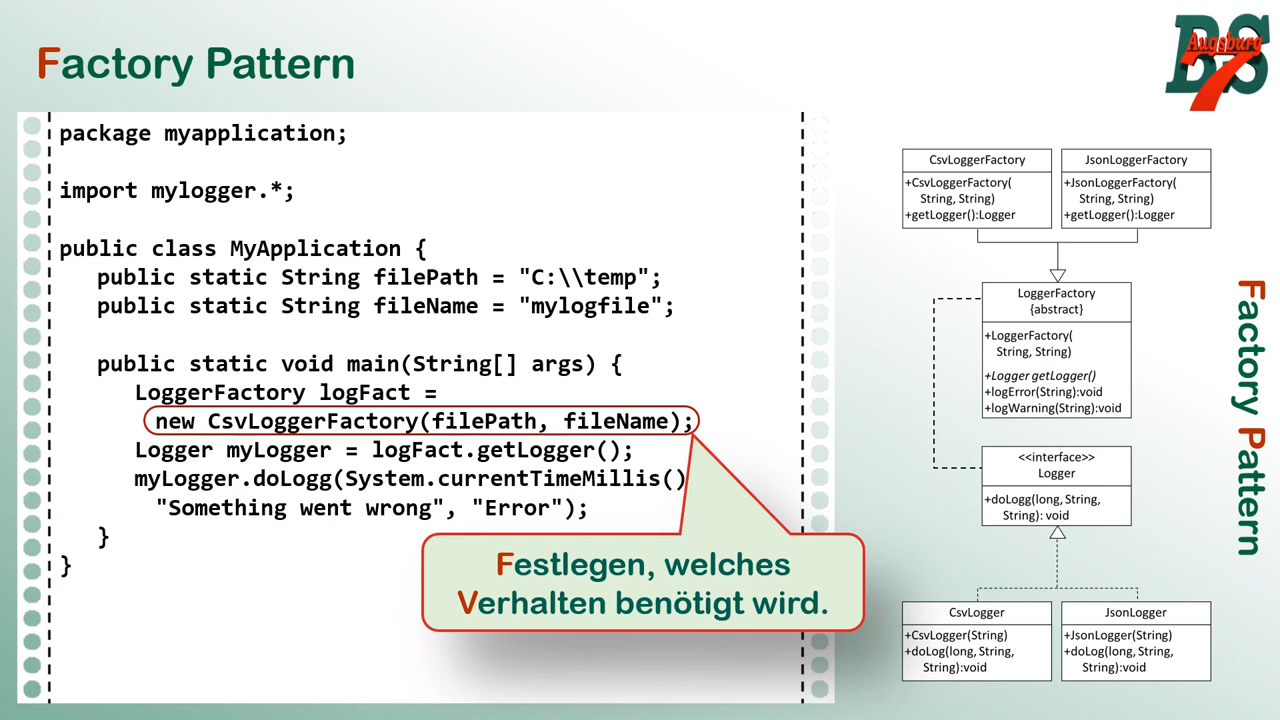 Factory Pattern
BS
Augsburg
7
package myapplication;
import mylogger.*;
public class MyApplication {
public static String filePath = "C:\\temp";
public static String fileName = "mylogfile";
public static void main(String[] args) {
LoggerFactory logFact =
new CsvLoggerFactory(filePath, fileName);
Logger myLogger = logFact.getLogger();
myLogger.doLogg(System.currentTimeMillis()
"Something went wrong", "Error");
}
}
Festlegen, welches
Verhalten benötigt wird.
CsvLoggerFactory
+CsvLoggerFactory(
String, String)
+getLogger():Logger
JsonLoggerFactory
+JsonLoggerFactory(
String, String)
+getLogger():Logger
LoggerFactory
{abstract}
+LoggerFactory(
String, String)
+Logger getLogger()
+logError(String):void
+logWarning(String):void
<<interface>>
Logger
+doLogg(long, String,
String): void
CsvLogger
+CsvLogger(String)
+doLog(long, String,
String):void
JsonLogger
+JsonLogger(String)
+doLog(long, String,
String):void
Factory Pattern